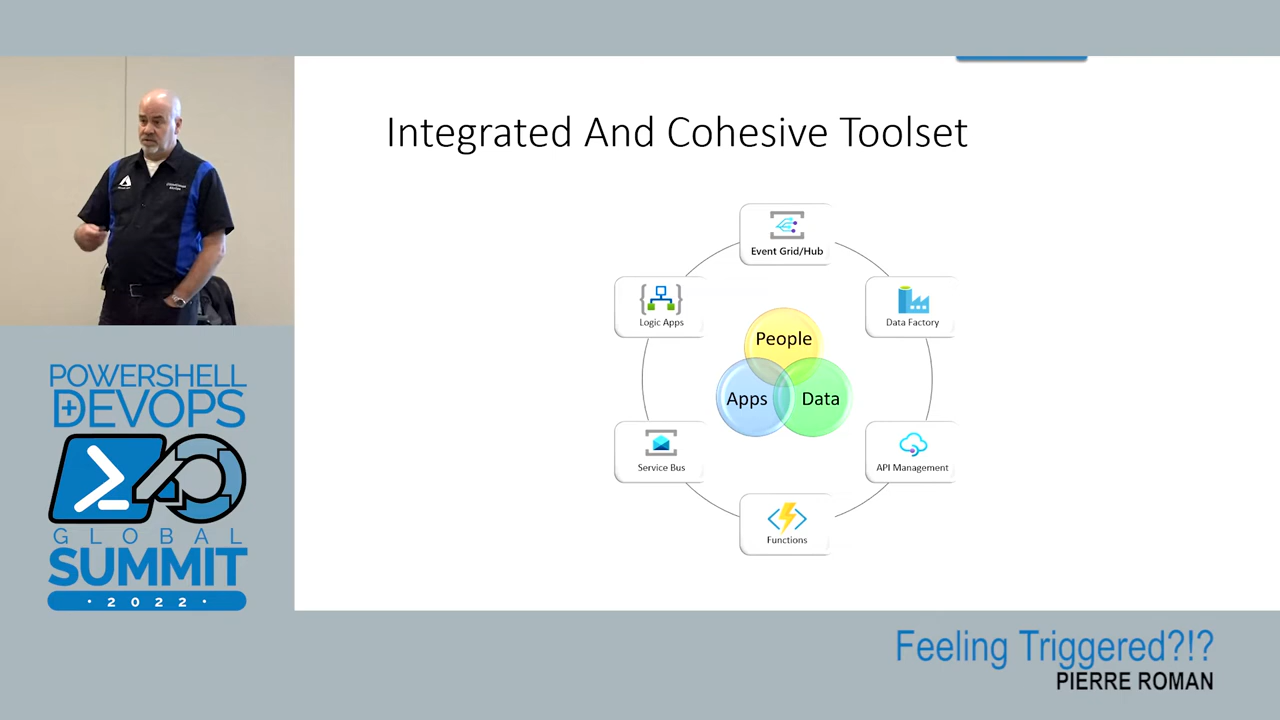 Integrated And Cohesive Toolset
Event Grid/Hub
Logic Apps
Data Factory
People
Apps
Data
Service Bus
API Management
Functions
POWERSHELL
DEVOPS
GLOBAL
SUMMIT
· 2022 ·
Feeling Triggered?!?
PIERRE ROMAN